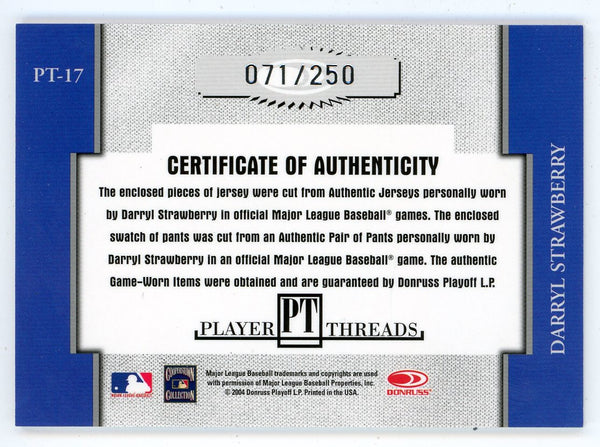 PT-17
071/250
CERTIFICATE OF AUTHENTICITY
The enclosed pieces of jersey were cut from Authentic Jerseys personally worn
by Darryl Strawberry in official Major League Baseball® games. The enclosed
swatch of pants was cut from an Authentic Pair of Pants personally worn by
Darryl Strawberry in an official Major League Baseball® game. The authentic
Game-Worn Items were obtained and are guaranteed by Donruss Playoff L.P.
PLAYER PT THREADS
DARRYL STRAWBERRY
Major League Baseball trademarks and copyrights are used
with permission of Major League Baseball Properties, Inc.
© 2004 Donruss Playoff L.P. Printed in the USA.
MAJOR LEAGUE BASEBALL
COOPERSTOWN
COLLECTION
DONRUSS